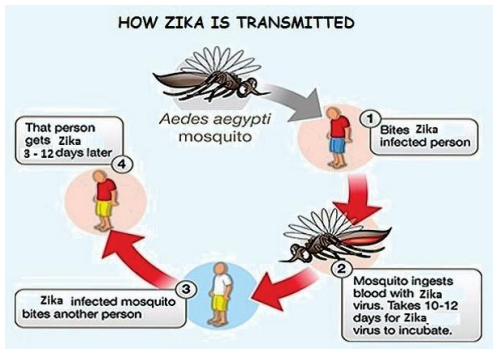 HOW ZIKA IS TRANSMITTED
Aedes aegypti
mosquito
1
Bites Zika
infected person
2
Mosquito ingests
blood with Zika
virus. Takes 10-12
days for Zika
virus to incubate.
3
Zika infected mosquito
bites another person
4
That person
gets Zika
3 - 12 days later